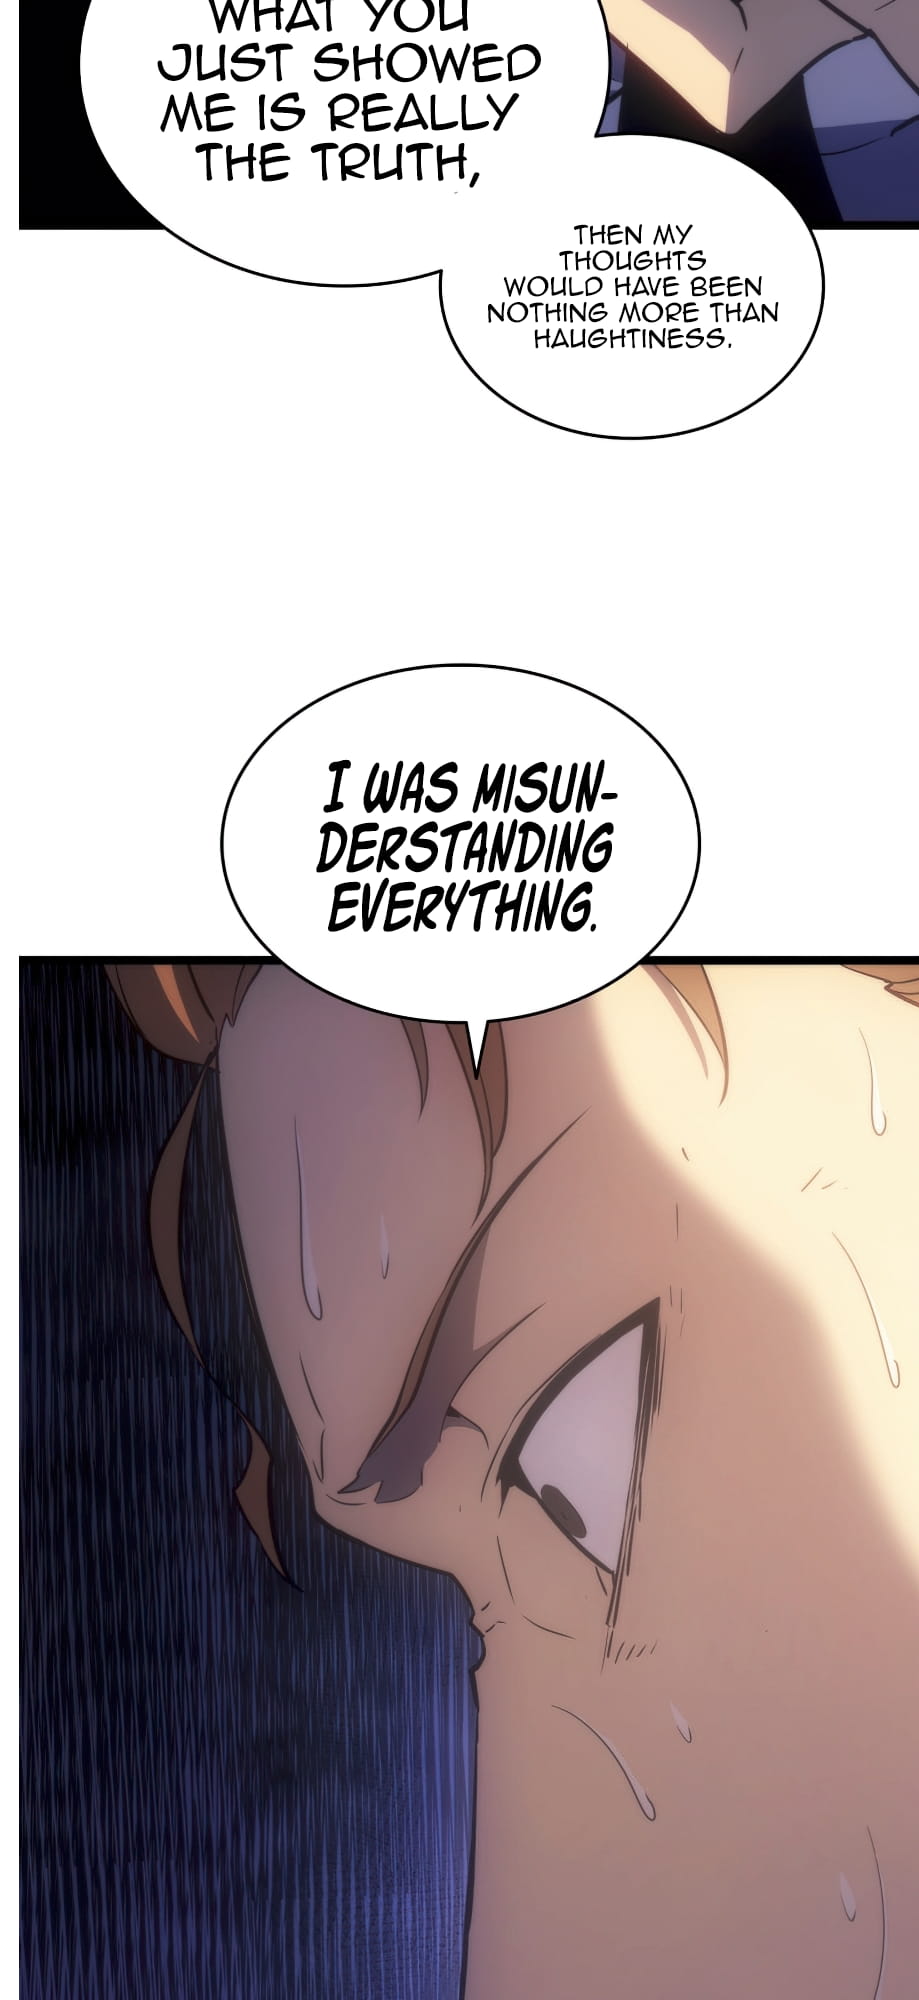 WHAT YOU
JUST SHOWED
ME IS REALLY
THE TRUTH,
THEN MY
THOUGHTS
WOULD HAVE BEEN
NOTHING MORE THAN
HAUGHTINESS.
I WAS MISUN-
DERSTANDING
EVERYTHING.